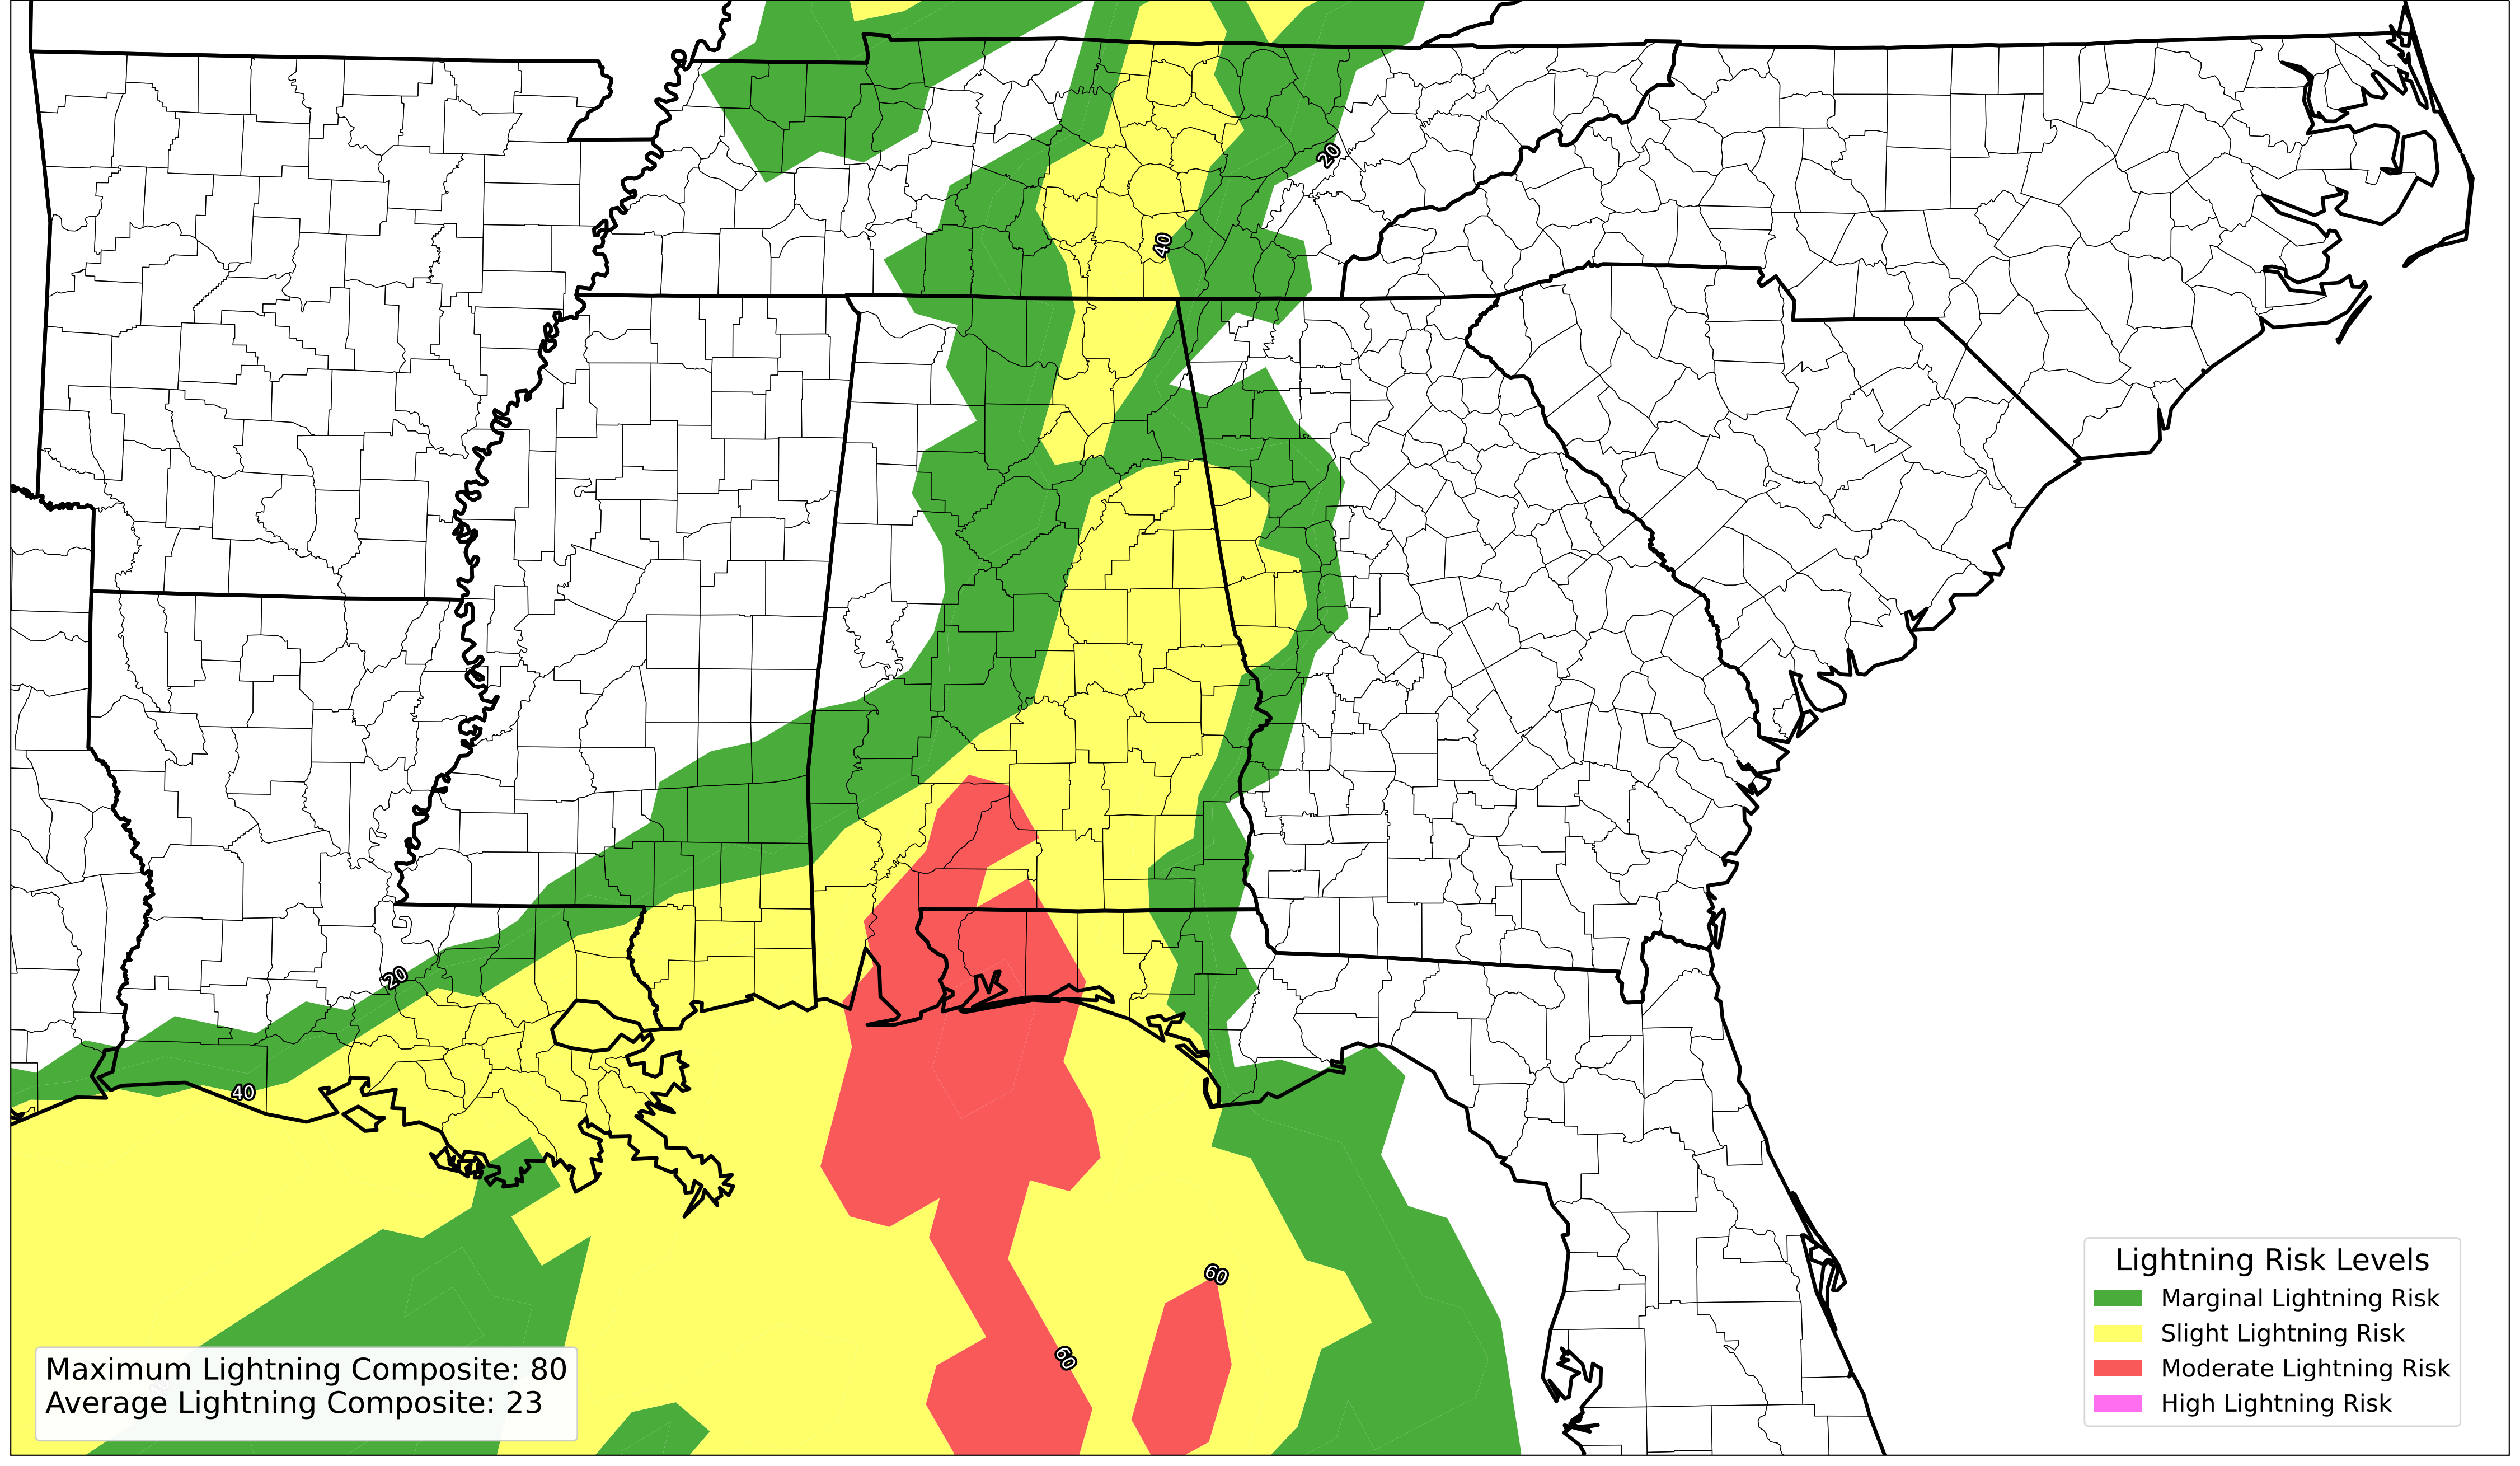 20
40
20
40
60
60
Maximum Lightning Composite: 80
Average Lightning Composite: 23
Lightning Risk Levels
Marginal Lightning Risk
Slight Lightning Risk
Moderate Lightning Risk
High Lightning Risk